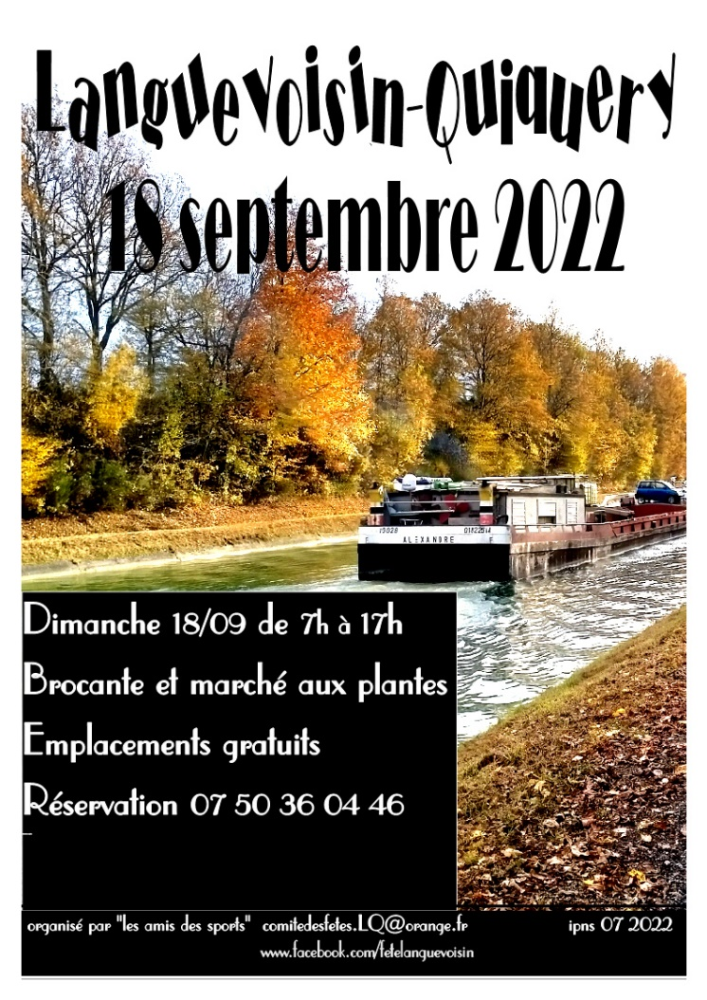 Languevoisin-Quiquery
18 septembre 2022
ALEXANDRE
Dimanche 18/09 de 7h à 17h
Brocante et marché aux plantes
Emplacements gratuits
Réservation 07 50 36 04 46
organisé par "les amis des sports" comitedesfetes.LQ@orange.fr ipns 07 2022
www.facebook.com/fetelanguevoisin